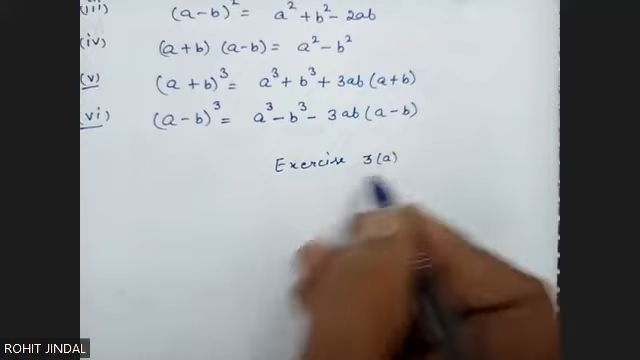 (iii) (a-b)² = a² + b² - 2ab
(iv) (a+b) (a-b) = a² - b²
(v) (a+b)³ = a³ + b³ + 3ab(a+b)
(vi) (a-b)³ = a³ - b³ - 3ab(a-b)
Exercise 3(a)
ROHIT JINDAL